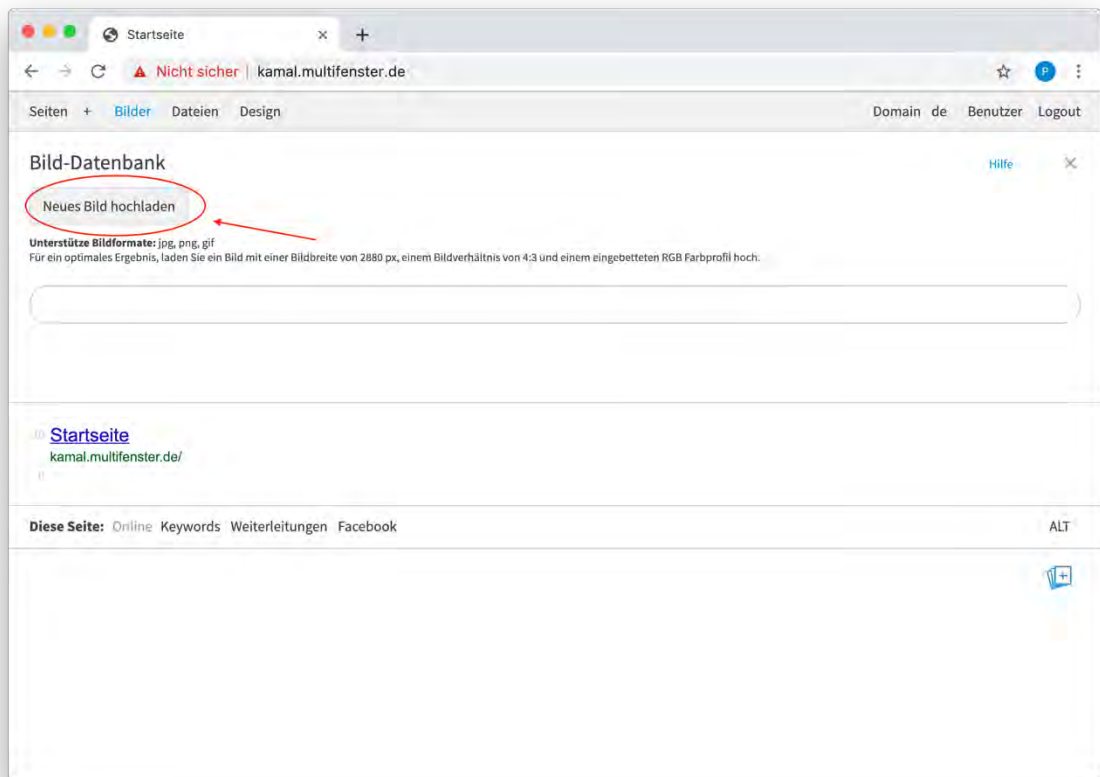 Startseite
Nicht sicher | kamal.multifenster.de
P
Seiten + Bilder Dateien Design Domain de Benutzer Logout
Bild-Datenbank Hilfe
Neues Bild hochladen
Unterstütze Bildformate: jpg, png, gif
Für ein optimales Ergebnis, laden Sie ein Bild mit einer Bildbreite von 2880 px, einem Bildverhältnis von 4:3 und einem eingebetteten RGB Farbprofil hoch.
Startseite
kamal.multifenster.de/
Diese Seite: Online Keywords Weiterleitungen Facebook ALT